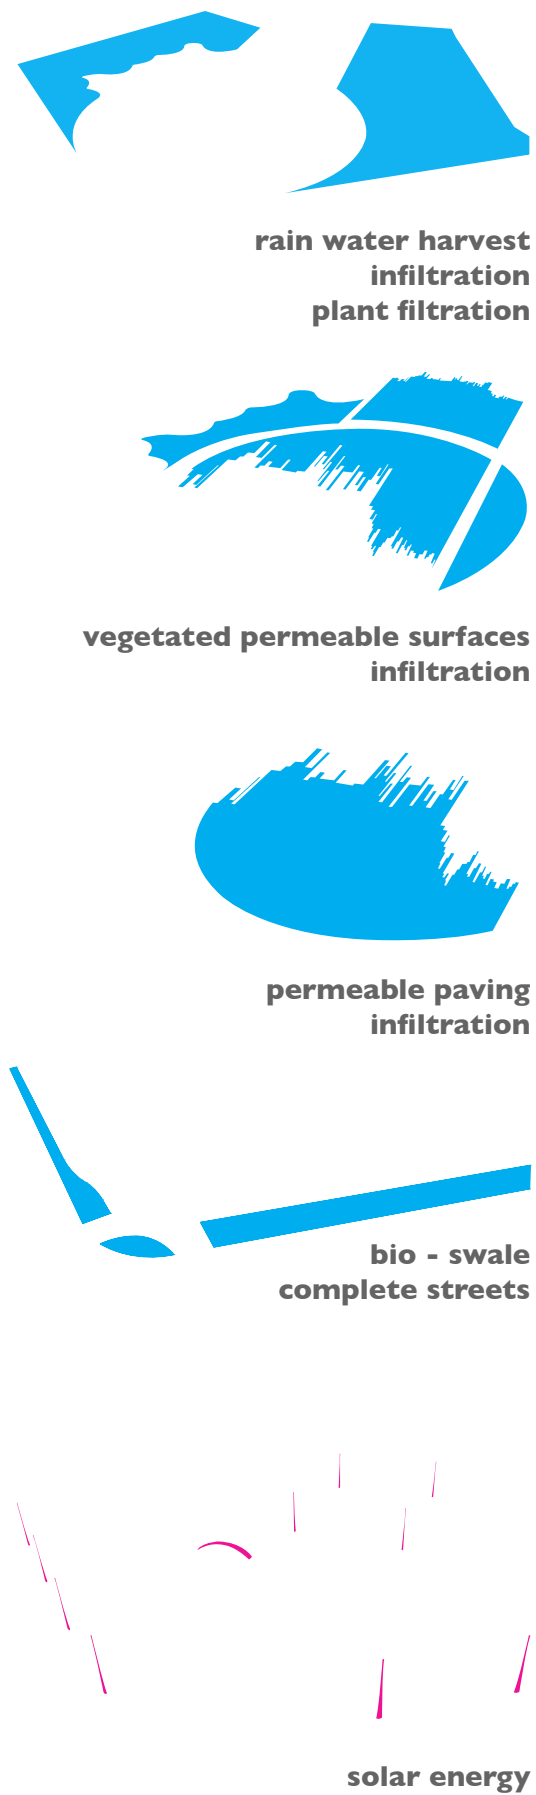 rain water harvest
infiltration
plant filtration
vegetated permeable surfaces
infiltration
permeable paving
infiltration
bio - swale
complete streets
solar energy